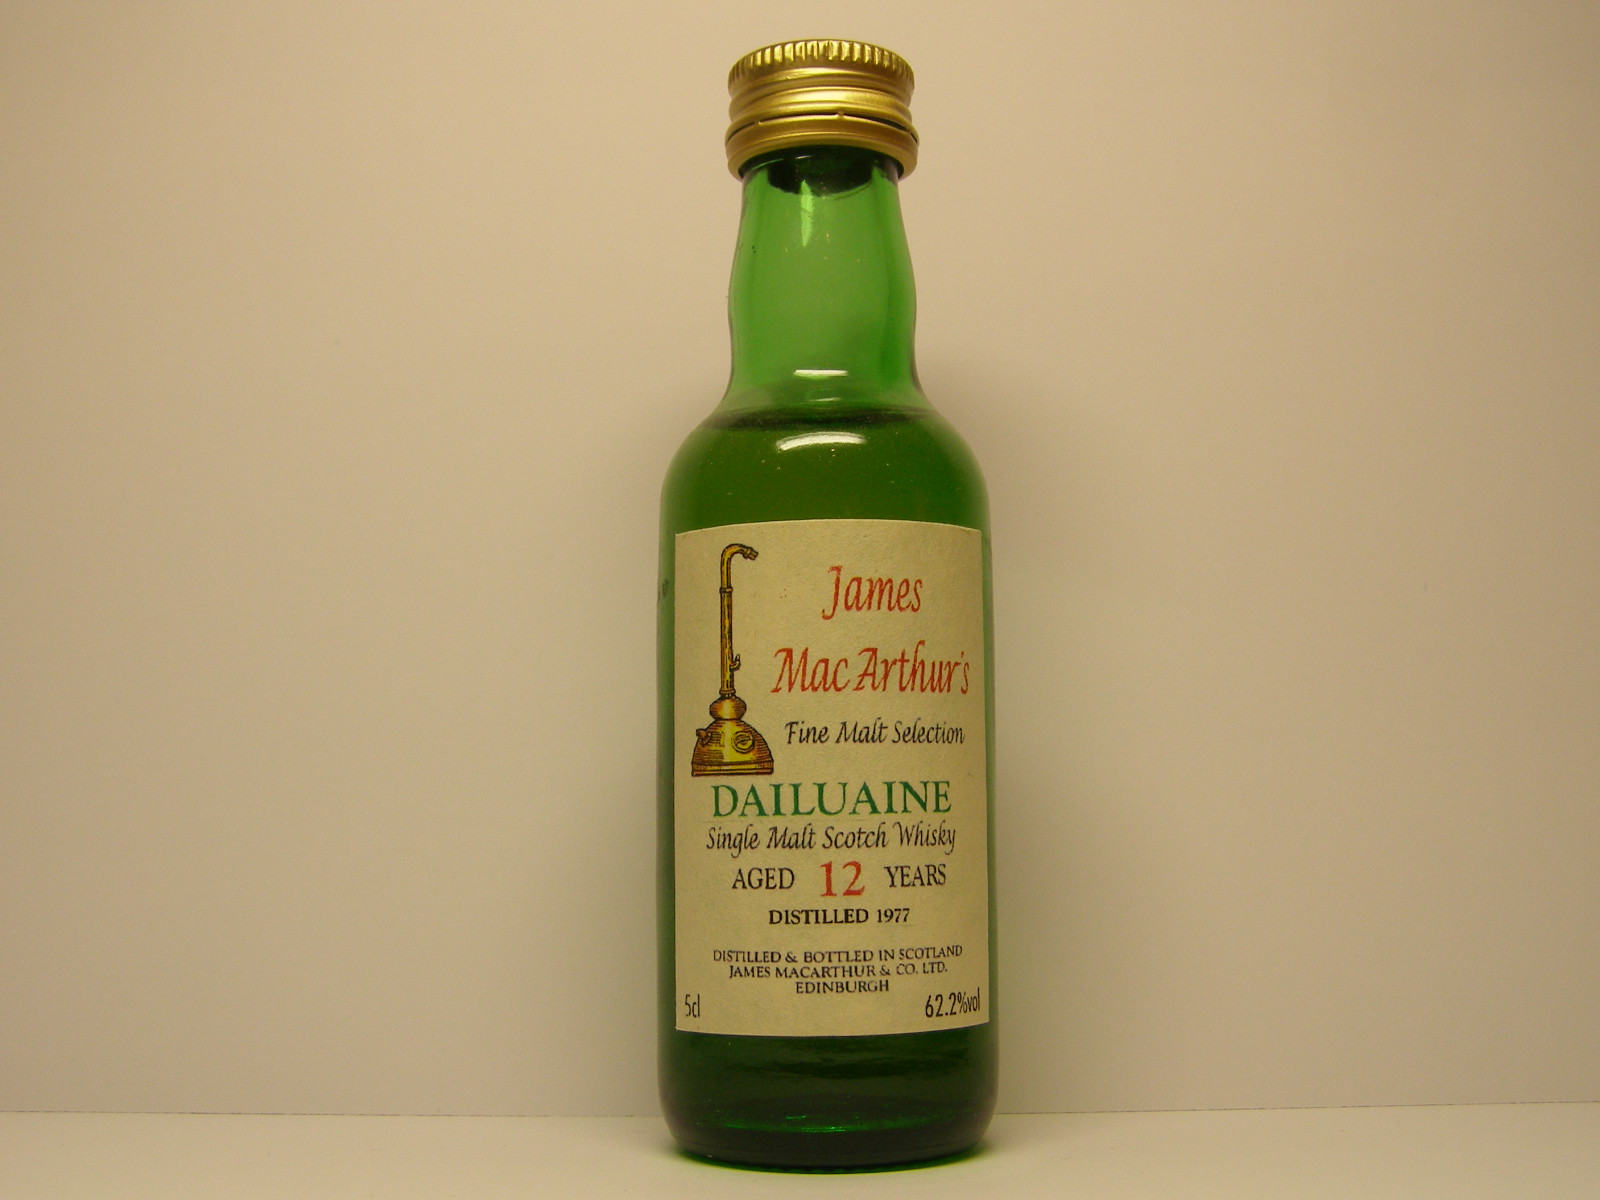 James
MacArthur's
Fine Malt Selection
DAILUAINE
Single Malt Scotch Whisky
AGED 12 YEARS
DISTILLED 1977
DISTILLED & BOTTLED IN SCOTLAND
JAMES MACARTHUR & CO. LTD.
EDINBURGH
5cl 62.2%vol